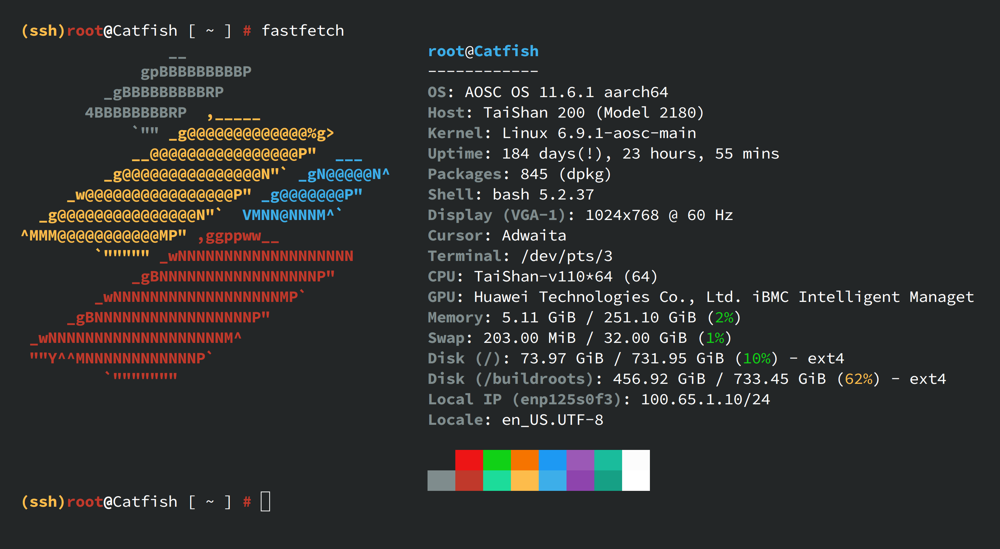 (ssh)root@Catfish [ ~ ] # fastfetch
root@Catfish
__
------------
gpBBBBBBBBBP
_gBBBBBBBBBRP
OS: AOSC OS 11.6.1 aarch64
4BBBBBBBBRP  ,_____
Host: TaiShan 200 (Model 2180)
`"" _g@@@@@@@@@@@@@%g>
Kernel: Linux 6.9.1-aosc-main
__@@@@@@@@@@@@@@@@P"  ___
Uptime: 184 days(!), 23 hours, 55 mins
_g@@@@@@@@@@@@@@@N"` _gN@@@@@N^
Packages: 845 (dpkg)
_w@@@@@@@@@@@@@@@@P" _g@@@@@@@P"
Shell: bash 5.2.37
_g@@@@@@@@@@@@@@@N"`  VMNN@NNNM^`
Display (VGA-1): 1024x768 @ 60 Hz
^MMM@@@@@@@@@@@MP" ,ggppww__
Cursor: Adwaita
`""""" _wNNNNNNNNNNNNNNNNNNN
Terminal: /dev/pts/3
_gBNNNNNNNNNNNNNNNNNP"
CPU: TaiShan-v110*64 (64)
_wNNNNNNNNNNNNNNNNNNMP`
GPU: Huawei Technologies Co., Ltd. iBMC Intelligent Managet
_gBNNNNNNNNNNNNNNNNNP"
Memory: 5.11 GiB / 251.10 GiB (2%)
_wNNNNNNNNNNNNNNNNNNNM^
Swap: 203.00 MiB / 32.00 GiB (1%)
""Y^^MNNNNNNNNNNNNP`
Disk (/): 73.97 GiB / 731.95 GiB (10%) - ext4
`"""""""
Disk (/buildroots): 456.92 GiB / 733.45 GiB (62%) - ext4
Local IP (enp125s0f3): 100.65.1.10/24
Locale: en_US.UTF-8
(ssh)root@Catfish [ ~ ] #